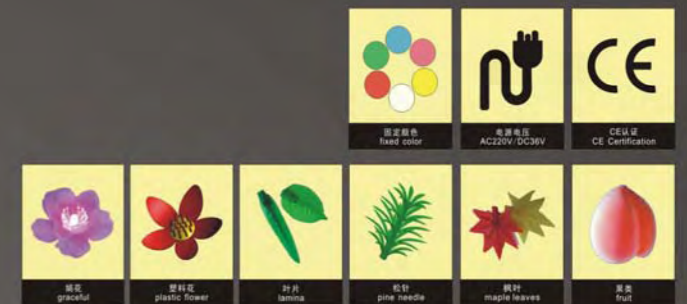 CE
固定颜色
fixed color
电源电压
AC220V/DC36V
CE认证
CE Certification
绢花
graceful
塑料花
plastic flower
叶片
lamina
松针
pine needle
枫叶
maple leaves
果类
fruit